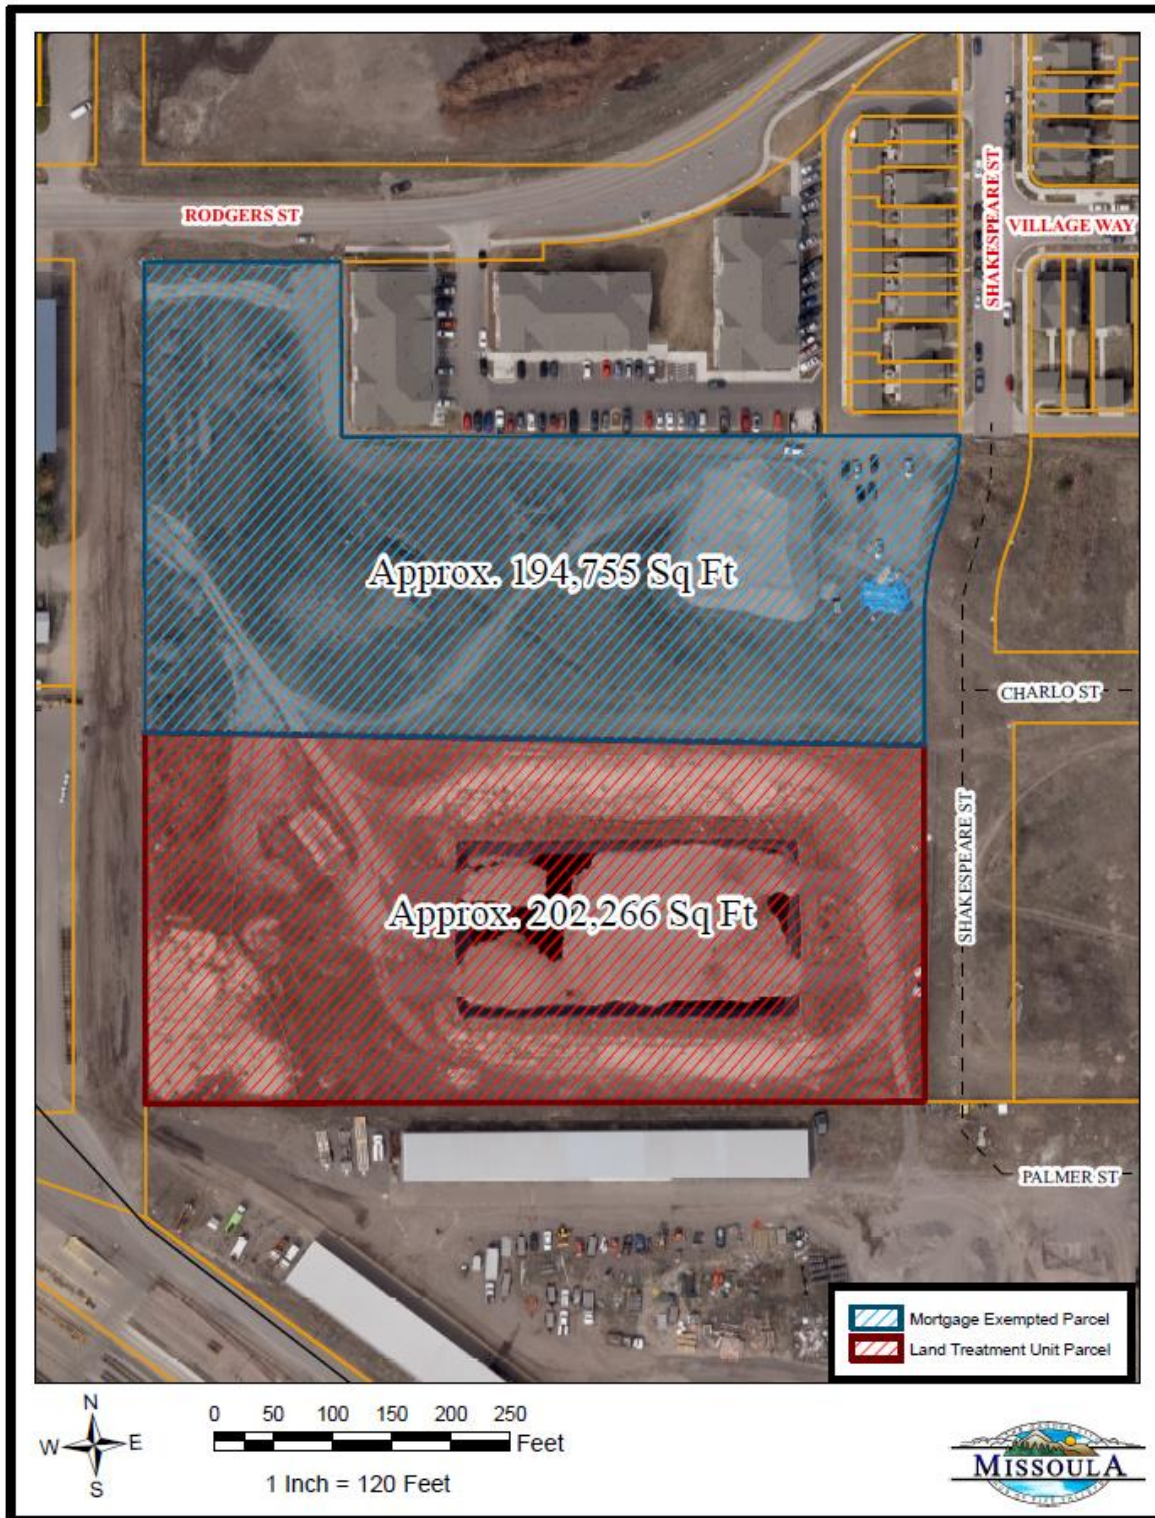 RODGERS ST
SHAKESPEARE ST
VILLAGE WAY
Approx. 194,755 Sq Ft
CHARLO ST
SHAKESPEARE ST
Approx. 202,266 Sq Ft
PALMER ST
Mortgage Exempted Parcel
Land Treatment Unit Parcel
N
W E
S
0 50 100 150 200 250
Feet
1 Inch = 120 Feet
MISSOULA